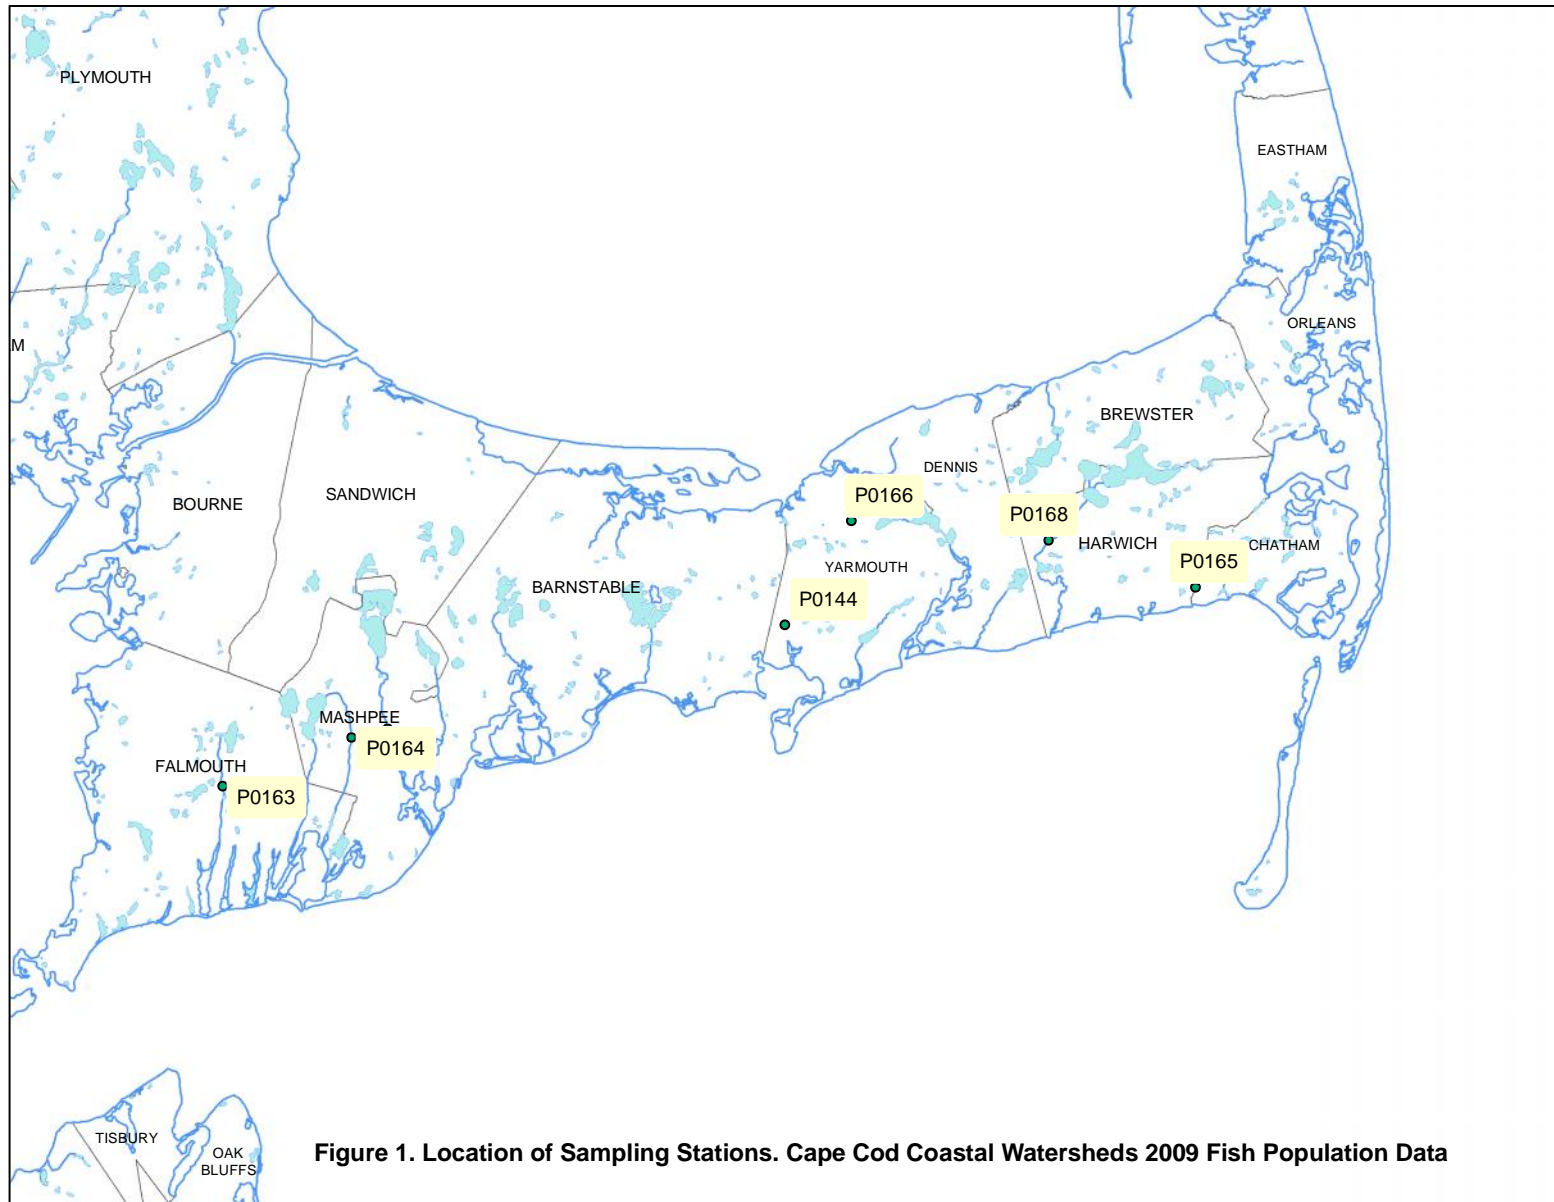 PLYMOUTH
EASTHAM
ORLEANS
M
BREWSTER
DENNIS
SANDWICH
P0166
BOURNE
P0168
HARWICH
CHATHAM
P0165
YARMOUTH
BARNSTABLE
P0144
MASHPEE
P0164
FALMOUTH
P0163
TISBURY
OAK
BLUFFS
Figure 1. Location of Sampling Stations. Cape Cod Coastal Watersheds 2009 Fish Population Data